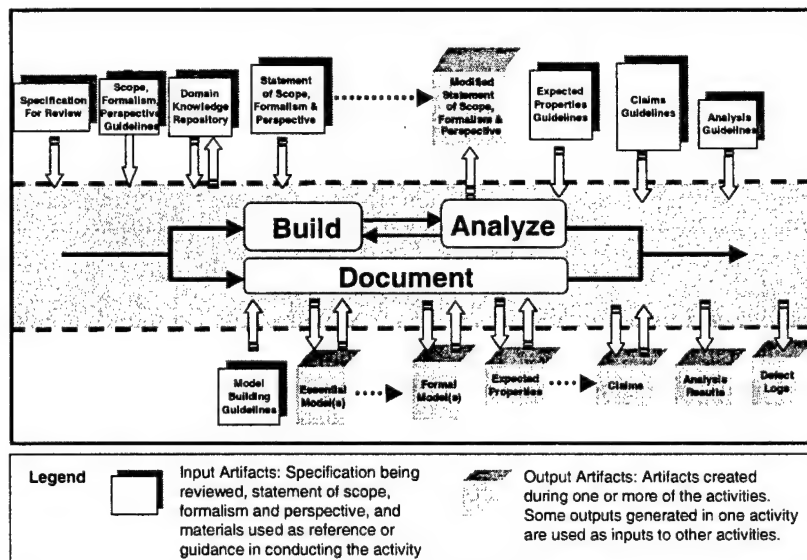 Specification
For Review
Scope,
Formalism,
Perspective
Guidelines
Domain
Knowledge
Repository
Statement
of Scope,
Formalism &
Perspective
Modified
Statement
of Scope,
Formalism
& Perspective
Expected
Properties
Guidelines
Claims
Guidelines
Analysis
Guidelines
Build
Analyze
Document
Model
Building
Guidelines
Essential
Model(s)
Formal
Model(s)
Expected
Properties
Claims
Analysis
Results
Defect
Logs
Legend
Input Artifacts: Specification being
reviewed, statement of scope,
formalism and perspective, and
materials used as reference or
guidance in conducting the activity
Output Artifacts: Artifacts created
during one or more of the activities.
Some outputs generated in one activity
are used as inputs to other activities.